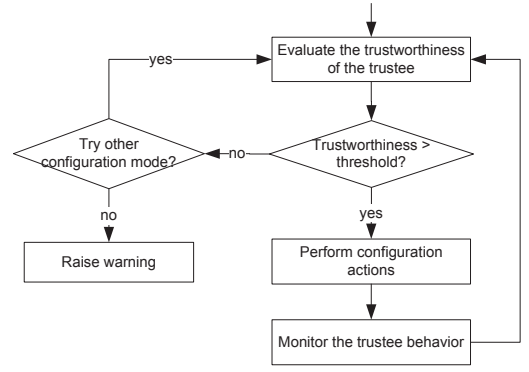 Evaluate the trustworthiness
of the trustee
yes
Try other
configuration mode?
no
Trustworthiness >
threshold?
no
yes
Raise warning
Perform configuration
actions
Monitor the trustee behavior